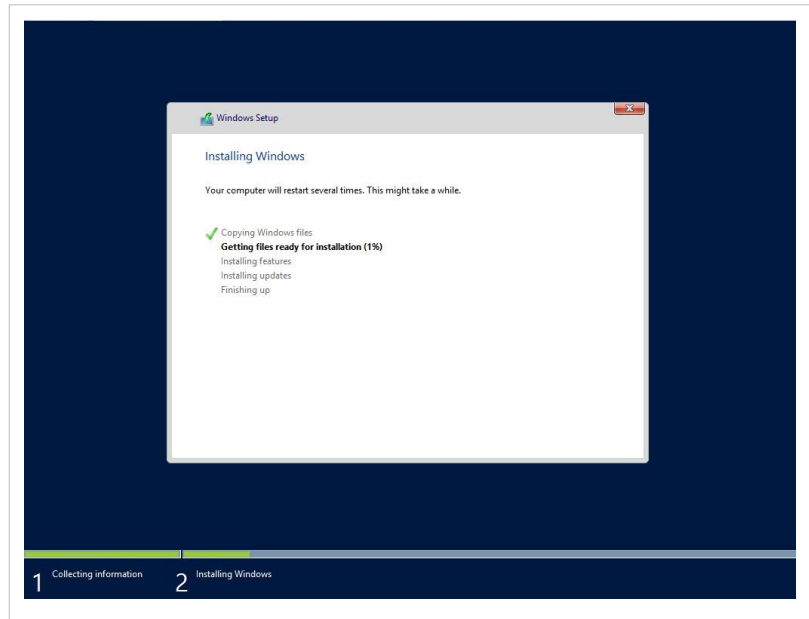 Windows Setup
Installing Windows
Your computer will restart several times. This might take a while.
Copying Windows files
Getting files ready for installation (1%)
Installing features
Installing updates
Finishing up
1 Collecting information
2 Installing Windows